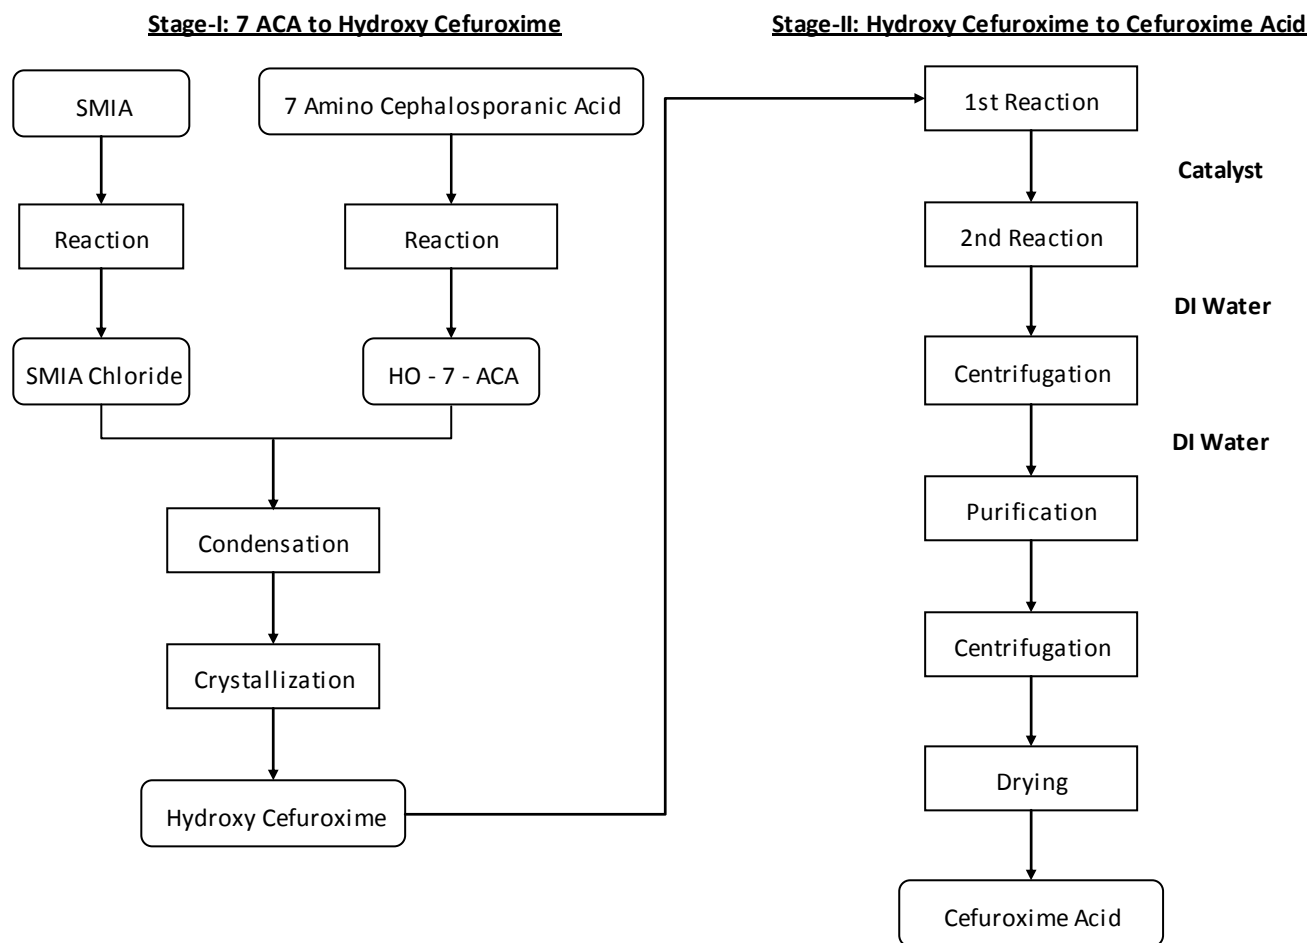 Stage-I: 7 ACA to Hydroxy Cefuroxime
SMIA
7 Amino Cephalosporanic Acid
Reaction
Reaction
SMIA Chloride
HO - 7 - ACA
Condensation
Crystallization
Hydroxy Cefuroxime
Stage-II: Hydroxy Cefuroxime to Cefuroxime Acid
1st Reaction
Catalyst
2nd Reaction
DI Water
Centrifugation
DI Water
Purification
Centrifugation
Drying
Cefuroxime Acid